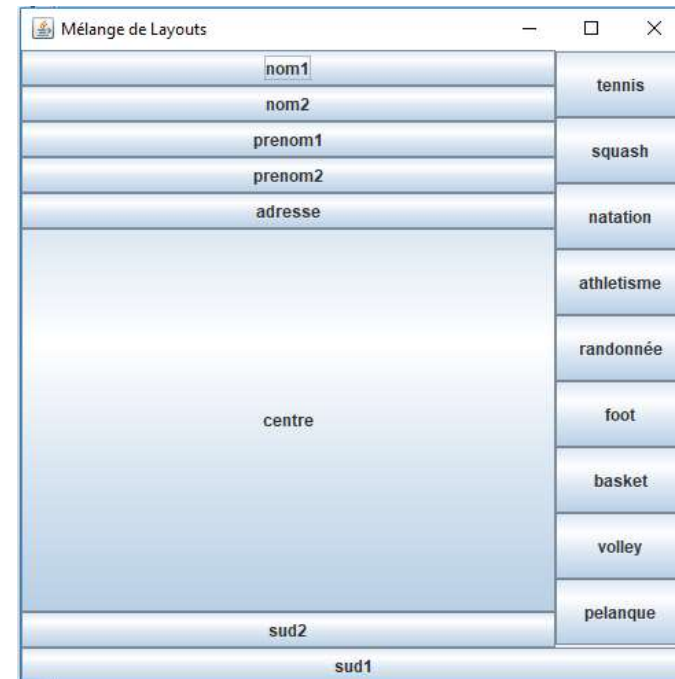 Mélange de Layouts
nom1
nom2
prenom1
prenom2
adresse
centre
sud2
tennis
squash
natation
athletisme
randonnée
foot
basket
volley
pelanque
sud1